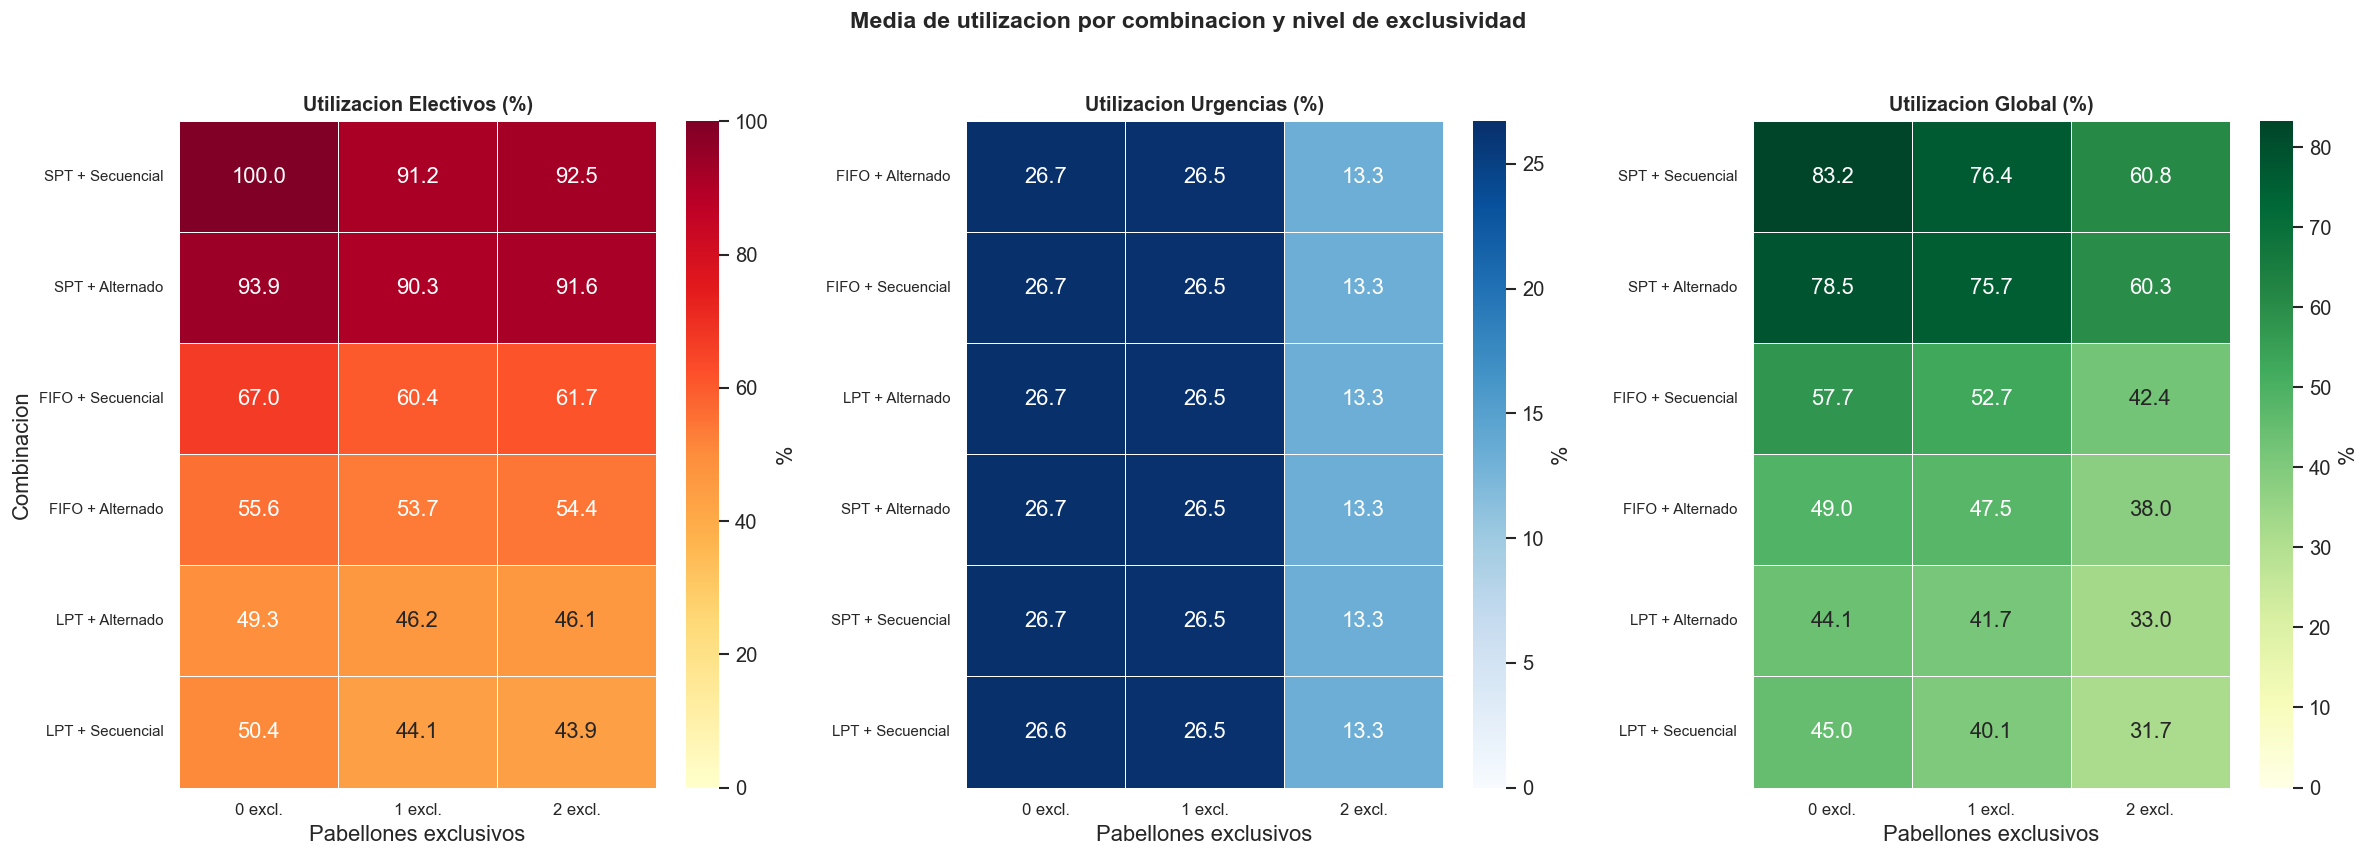 Media de utilizacion por combinacion y nivel de exclusividad
Utilizacion Electivos (%)
Combinacion
SPT + Secuencial 100.0 91.2 92.5
SPT + Alternado 93.9 90.3 91.6
FIFO + Secuencial 67.0 60.4 61.7
FIFO + Alternado 55.6 53.7 54.4
LPT + Alternado 49.3 46.2 46.1
LPT + Secuencial 50.4 44.1 43.9
0 excl. 1 excl. 2 excl.
Pabellones exclusivos
100
80
60
40
20
0
%
Utilizacion Urgencias (%)
FIFO + Alternado 26.7 26.5 13.3
FIFO + Secuencial 26.7 26.5 13.3
LPT + Alternado 26.7 26.5 13.3
SPT + Alternado 26.7 26.5 13.3
SPT + Secuencial 26.7 26.5 13.3
LPT + Secuencial 26.6 26.5 13.3
0 excl. 1 excl. 2 excl.
Pabellones exclusivos
25
20
15
10
5
0
%
Utilizacion Global (%)
SPT + Secuencial 83.2 76.4 60.8
SPT + Alternado 78.5 75.7 60.3
FIFO + Secuencial 57.7 52.7 42.4
FIFO + Alternado 49.0 47.5 38.0
LPT + Alternado 44.1 41.7 33.0
LPT + Secuencial 45.0 40.1 31.7
0 excl. 1 excl. 2 excl.
Pabellones exclusivos
80
70
60
50
40
30
20
10
0
%